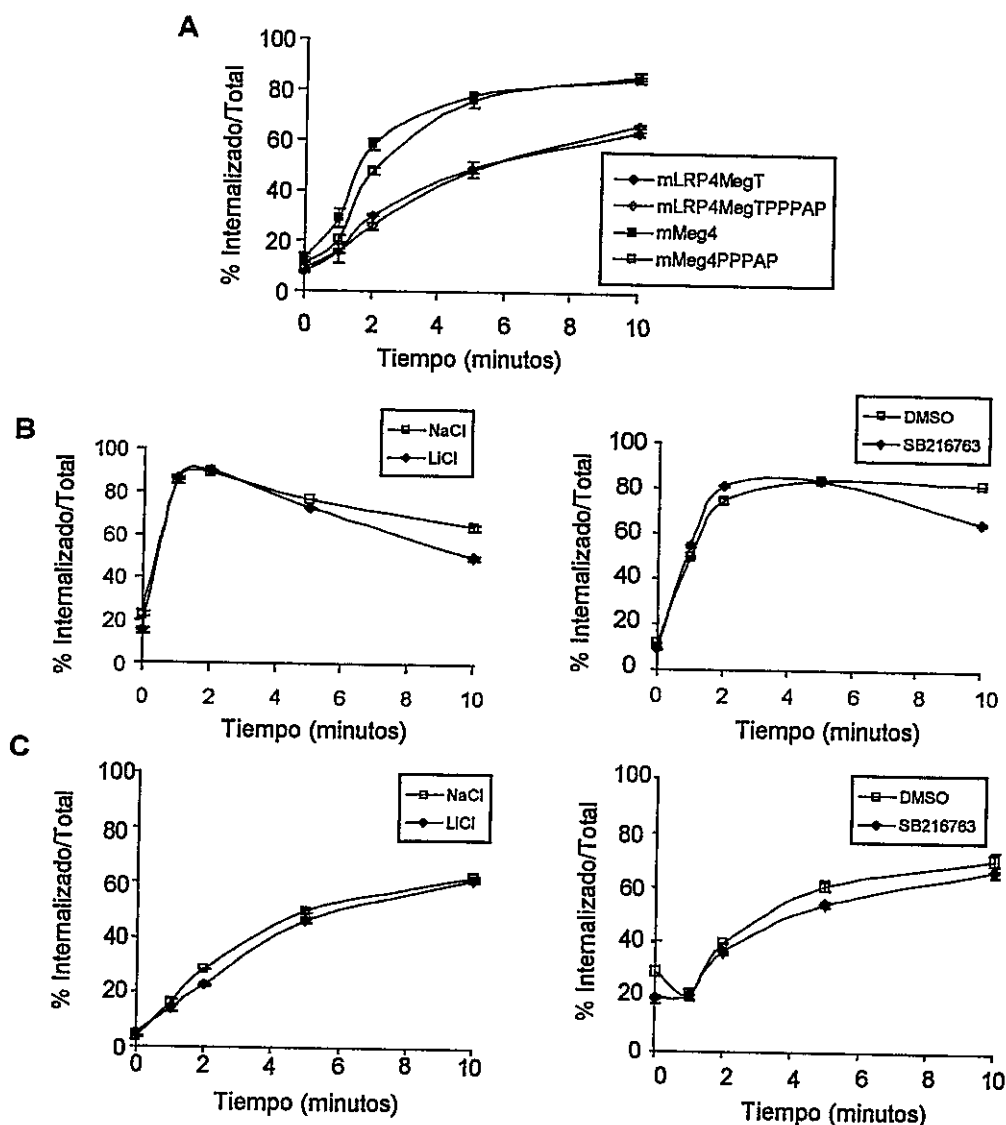 A
% Internalizado/Total
100
80
60
40
20
0
0 2 4 6 8 10
Tiempo (minutos)
mLRP4MegT
mLRP4MegTPPPAP
mMeg4
mMeg4PPPAP
B
% Internalizado/Total
100
80
60
40
20
0
0 2 4 6 8 10
Tiempo (minutos)
NaCl
LiCl
% Internalizado/Total
100
80
60
40
20
0
0 2 4 6 8 10
Tiempo (minutos)
DMSO
SB216763
C
% Internalizado/Total
100
80
60
40
20
0
0 2 4 6 8 10
Tiempo (minutos)
NaCl
LiCl
% Internalizado/Total
100
80
60
40
20
0
0 2 4 6 8 10
Tiempo (minutos)
DMSO
SB216763